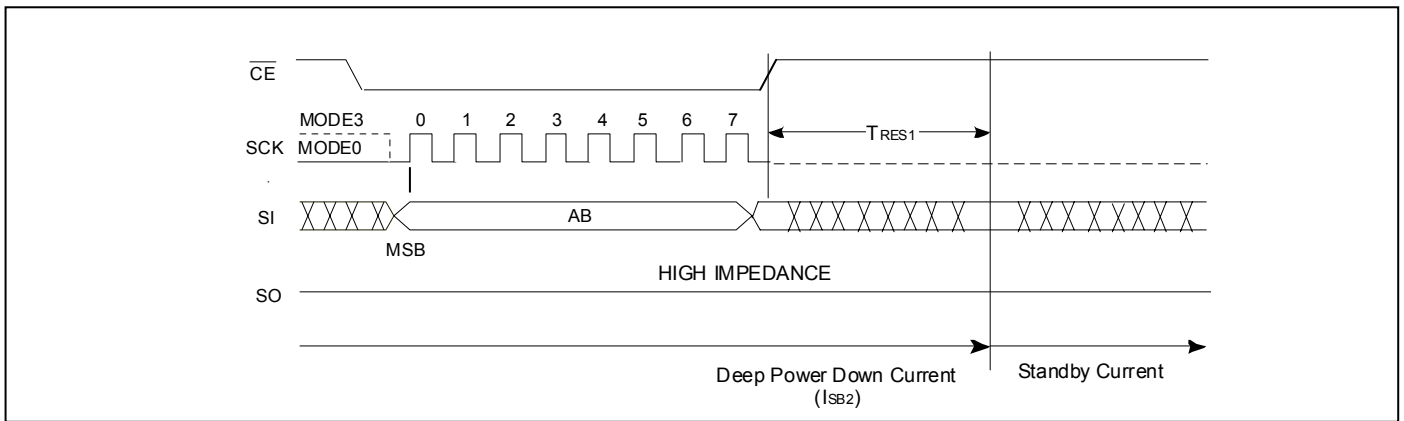 CE
MODE3 0 1 2 3 4 5 6 7
TRES1
SCK MODE0
SI AB
MSB
HIGH IMPEDANCE
SO
Deep Power Down Current Standby Current
(ISB2)